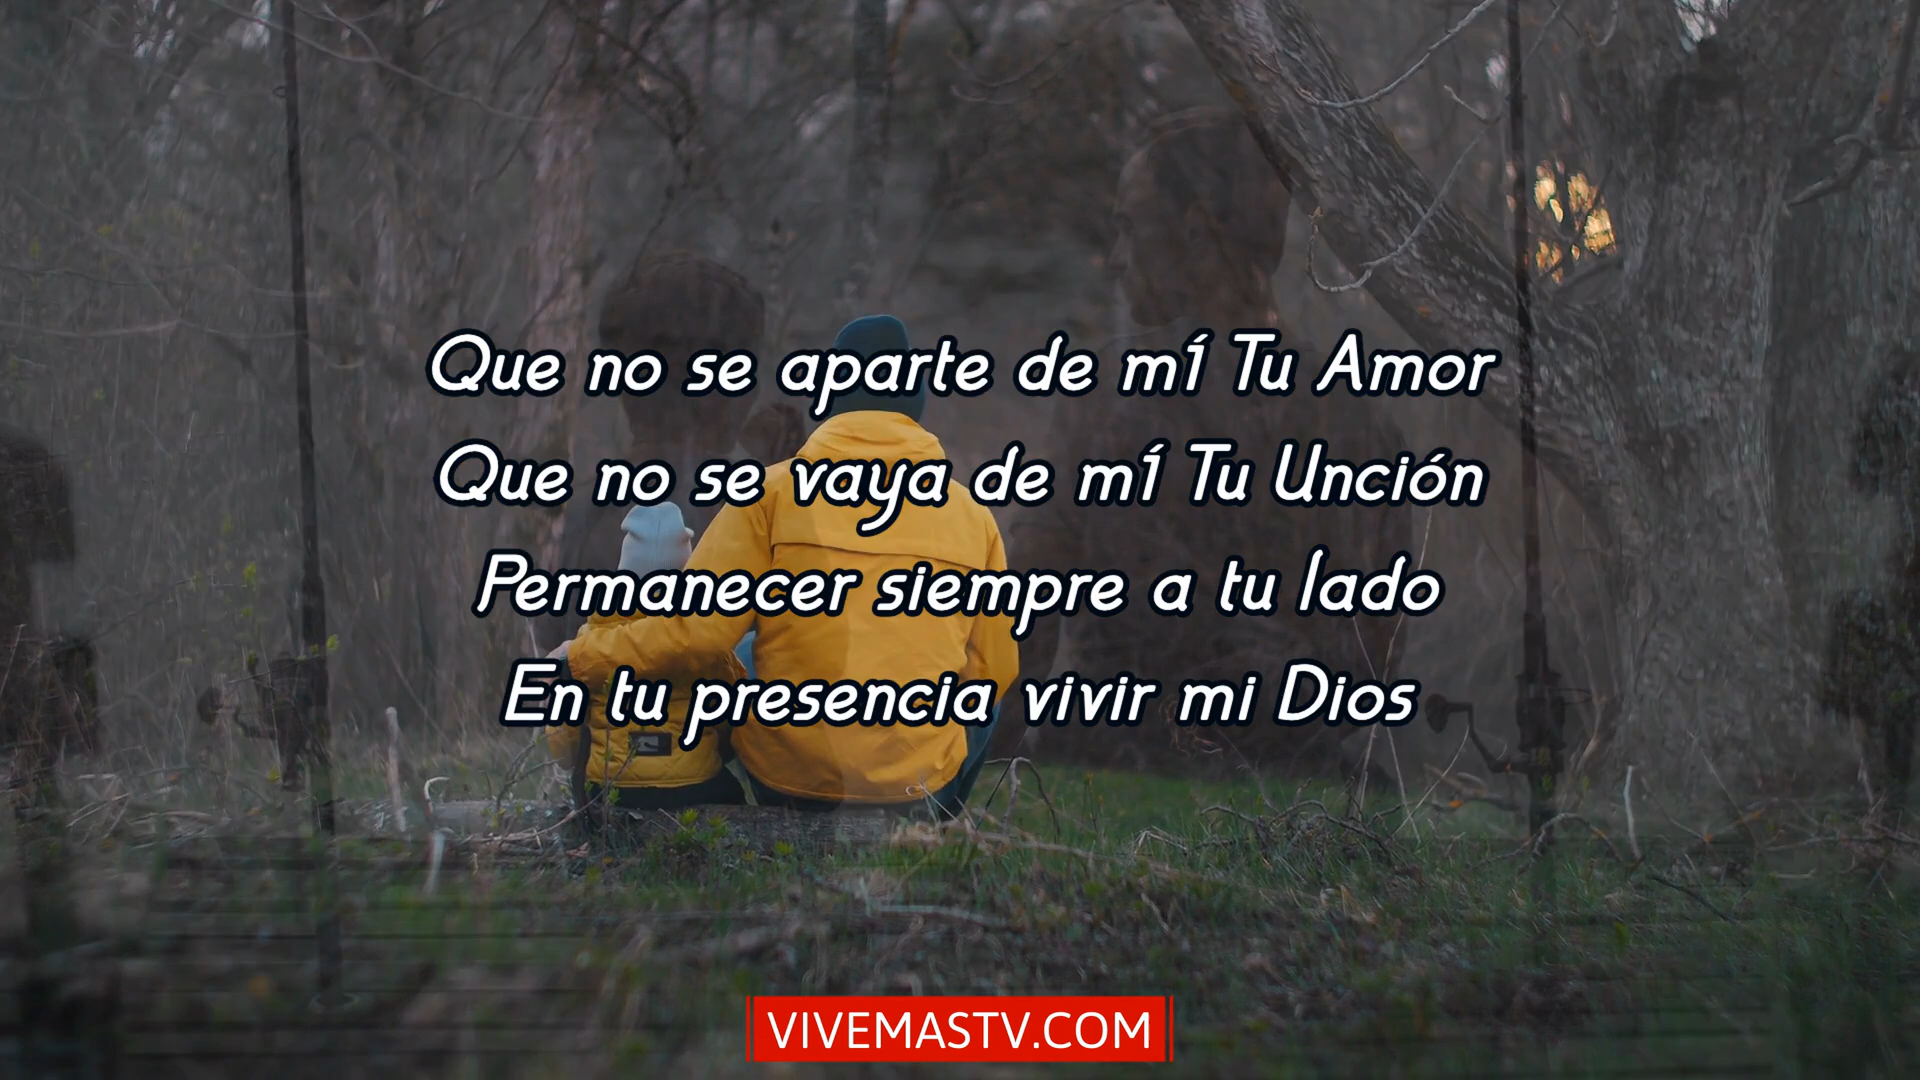 Que no se aparte de mí Tu Amor
Que no se vaya de mí Tu Unción
Permanecer siempre a tu lado
En tu presencia vivir mi Dios
VIVEMASTV.COM